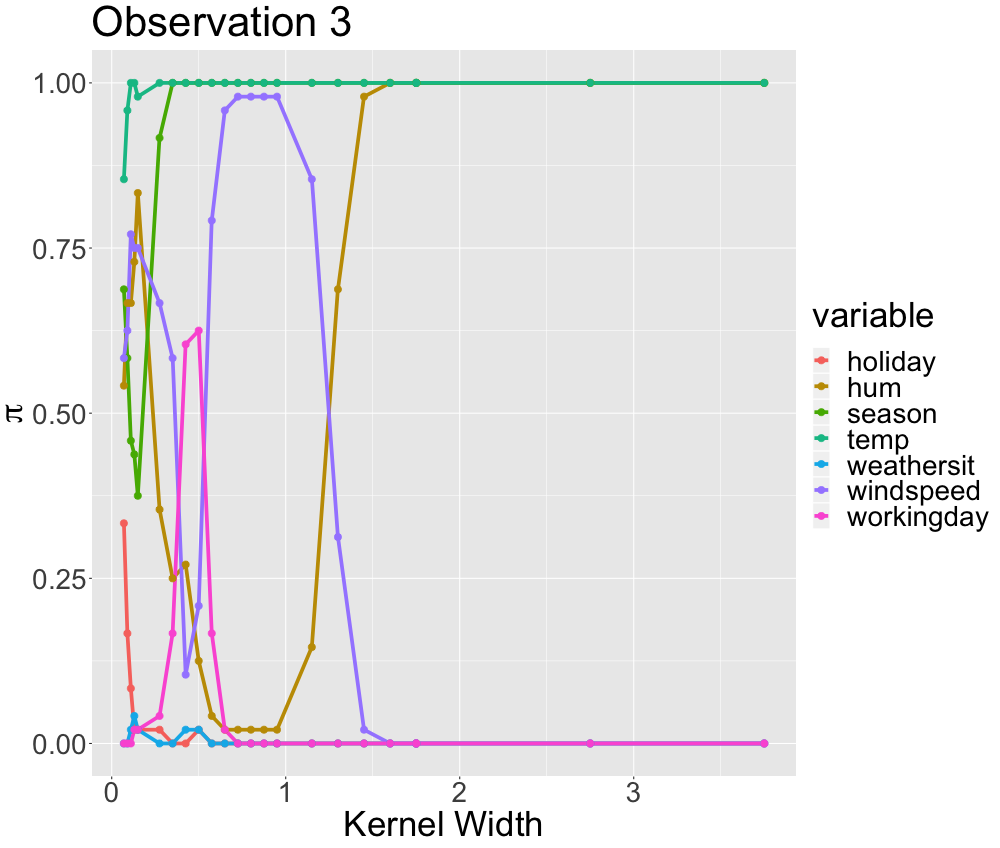 Observation 3
π
1.00
0.75
0.50
0.25
0.00
0 1 2 3
Kernel Width
variable
holiday
hum
season
temp
weathersit
windspeed
workingday